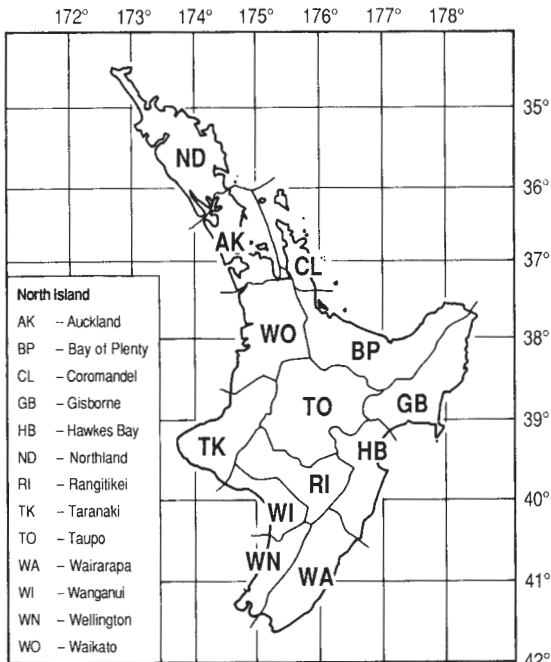 172° 174° 175° 176° 177° 178°
35°
ND
36°
AK
37°
CL
North island
AK – Auckland
BP – Bay of Plenty
CL – Coromandel
GB – Gisborne
HB – Hawkes Bay
ND – Northland
RI – Rangitikei
TK – Taranaki
TO – Taupo
WA – Wairarapa
WI – Wanganui
WN – Wellington
WO – Waikato
WO
38°
BP
TO
GB
39°
TK
HB
RI
40°
WI
WN
WA
41°
42°